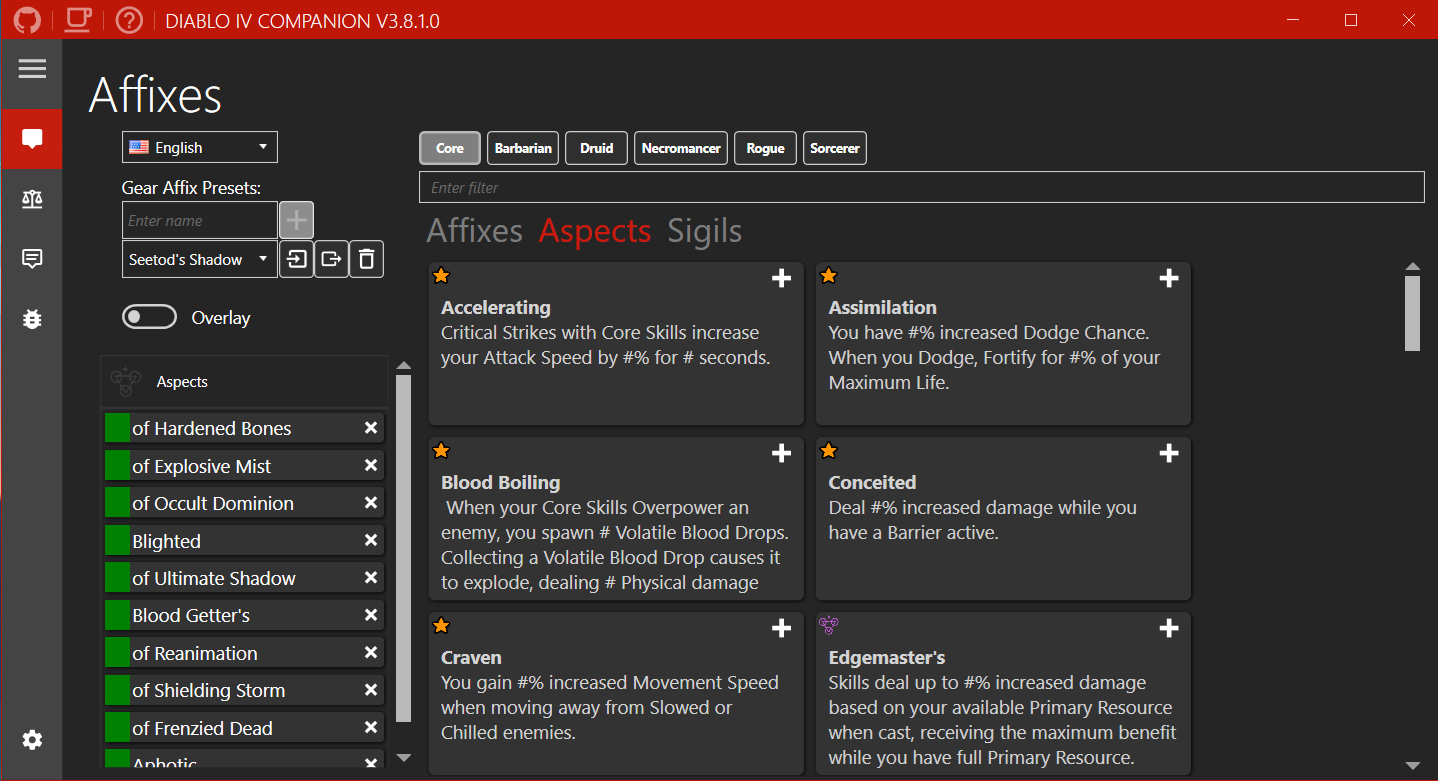 DIABLO IV COMPANION V3.8.1.0
Affixes
English
Gear Affix Presets:
Enter name
Seetod's Shadow
Overlay
Aspects
of Hardened Bones
of Explosive Mist
of Occult Dominion
Blighted
of Ultimate Shadow
Blood Getter's
of Reanimation
of Shielding Storm
of Frenzied Dead
Aphotic
Core Barbarian Druid Necromancer Rogue Sorcerer
Enter filter
Affixes Aspects Sigils
Accelerating
Critical Strikes with Core Skills increase
your Attack Speed by #% for # seconds.
Assimilation
You have #% increased Dodge Chance.
When you Dodge, Fortify for #% of your
Maximum Life.
Blood Boiling
When your Core Skills Overpower an
enemy, you spawn # Volatile Blood Drops.
Collecting a Volatile Blood Drop causes it
to explode, dealing # Physical damage
Conceited
Deal #% increased damage while you
have a Barrier active.
Craven
You gain #% increased Movement Speed
when moving away from Slowed or
Chilled enemies.
Edgemaster's
Skills deal up to #% increased damage
based on your available Primary Resource
when cast, receiving the maximum benefit
while you have full Primary Resource.